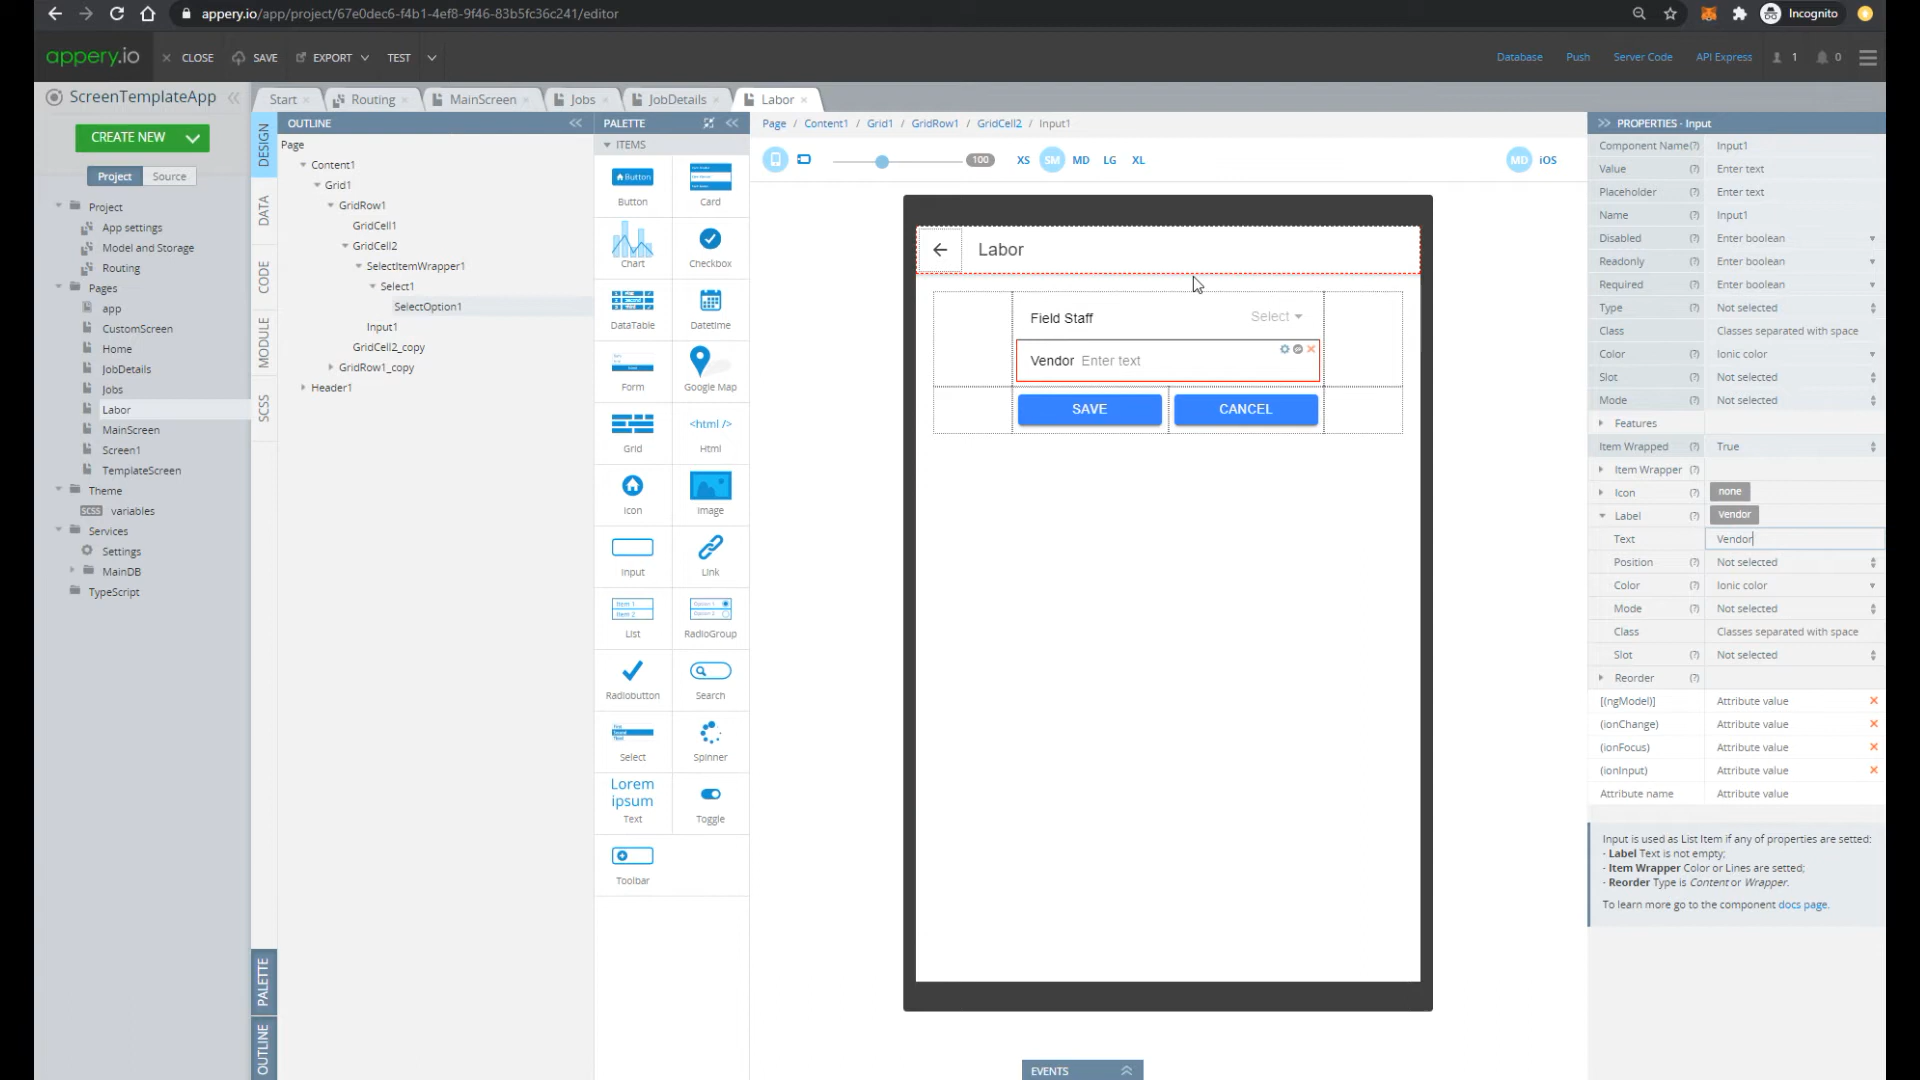 appery.io/app/project/67e0dec6-f4b1-4ef8-9f46-83b5fc36c241/editor
Incognito
appery.io
CLOSE
SAVE
EXPORT
TEST
Database
Push
Server Code
API Express
1
0
ScreenTemplateApp
CREATE NEW
Project
Source
Project
App settings
Model and Storage
Routing
Pages
app
CustomScreen
Home
JobDetails
Jobs
Labor
MainScreen
Screen1
TemplateScreen
Theme
SCSS variables
Services
Settings
MainDB
TypeScript
Start
Routing
MainScreen
Jobs
JobDetails
Labor
DESIGN
DATA
CODE
MODULE
SCSS
PALETTE
OUTLINE
OUTLINE
Page
Content1
Grid1
GridRow1
GridCell1
GridCell2
SelectItemWrapper1
Select1
SelectOption1
Input1
GridCell2_copy
GridRow1_copy
Header1
PALETTE
ITEMS
Button
Button
Card
Chart
Checkbox
DataTable
Datetime
Form
Google Map
Grid
<html />
Html
Icon
Image
Input
Link
Item 1
Item 2
List
Option 1
Option 2
RadioGroup
Radiobutton
Search
Select
Spinner
Lorem
ipsum
Text
Toggle
Toolbar
Page / Content1 / Grid1 / GridRow1 / GridCell2 / Input1
100
XS
SM
MD
LG
XL
MD
iOS
Labor
Field Staff
Select
Vendor Enter text
SAVE
CANCEL
EVENTS
PROPERTIES - Input
Component Name(?) Input1
Value (?) Enter text
Placeholder (?) Enter text
Name (?) Input1
Disabled (?) Enter boolean
Readonly (?) Enter boolean
Required (?) Enter boolean
Type (?) Not selected
Class Classes separated with space
Color (?) Ionic color
Slot (?) Not selected
Mode (?) Not selected
Features
Item Wrapped (?) True
Item Wrapper (?)
Icon (?) none
Label (?) Vendor
Text Vendor
Position (?) Not selected
Color (?) Ionic color
Mode (?) Not selected
Class Classes separated with space
Slot (?) Not selected
Reorder (?)
[(ngModel)] Attribute value
(ionChange) Attribute value
(ionFocus) Attribute value
(ionInput) Attribute value
Attribute name Attribute value
Input is used as List Item if any of properties are setted:
- Label Text is not empty;
- Item Wrapper Color or Lines are setted;
- Reorder Type is Content or Wrapper.
To learn more go to the component docs page.